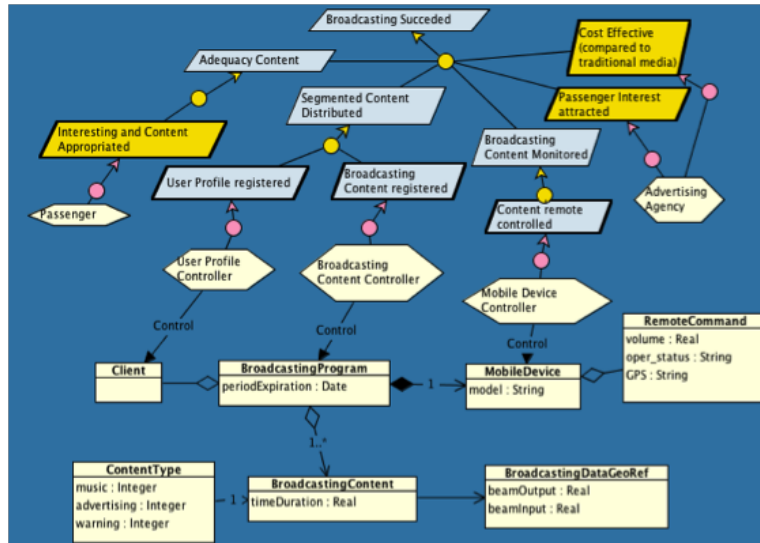 Broadcasting Succeded
Cost Effective
(compared to
traditional media)
Adequacy Content
Segmented Content
Distributed
Passenger Interest
attracted
Interesting and Content
Appropriated
Broadcasting
Content Monitored
User Profile registered
Broadcasting
Content registered
Advertising
Agency
Passenger
Content remote
controlled
User Profile
Controller
Broadcasting
Content Controller
Mobile Device
Controller
Control
Control
Control
RemoteCommand
volume : Real
oper_status : String
GPS : String
Client
BroadcastingProgram
periodExpiration : Date
1
MobileDevice
model : String
1..*
ContentType
music : Integer
advertising : Integer
warning : Integer
1
BroadcastingContent
timeDuration : Real
BroadcastingDataGeoRef
beamOutput : Real
beamInput : Real